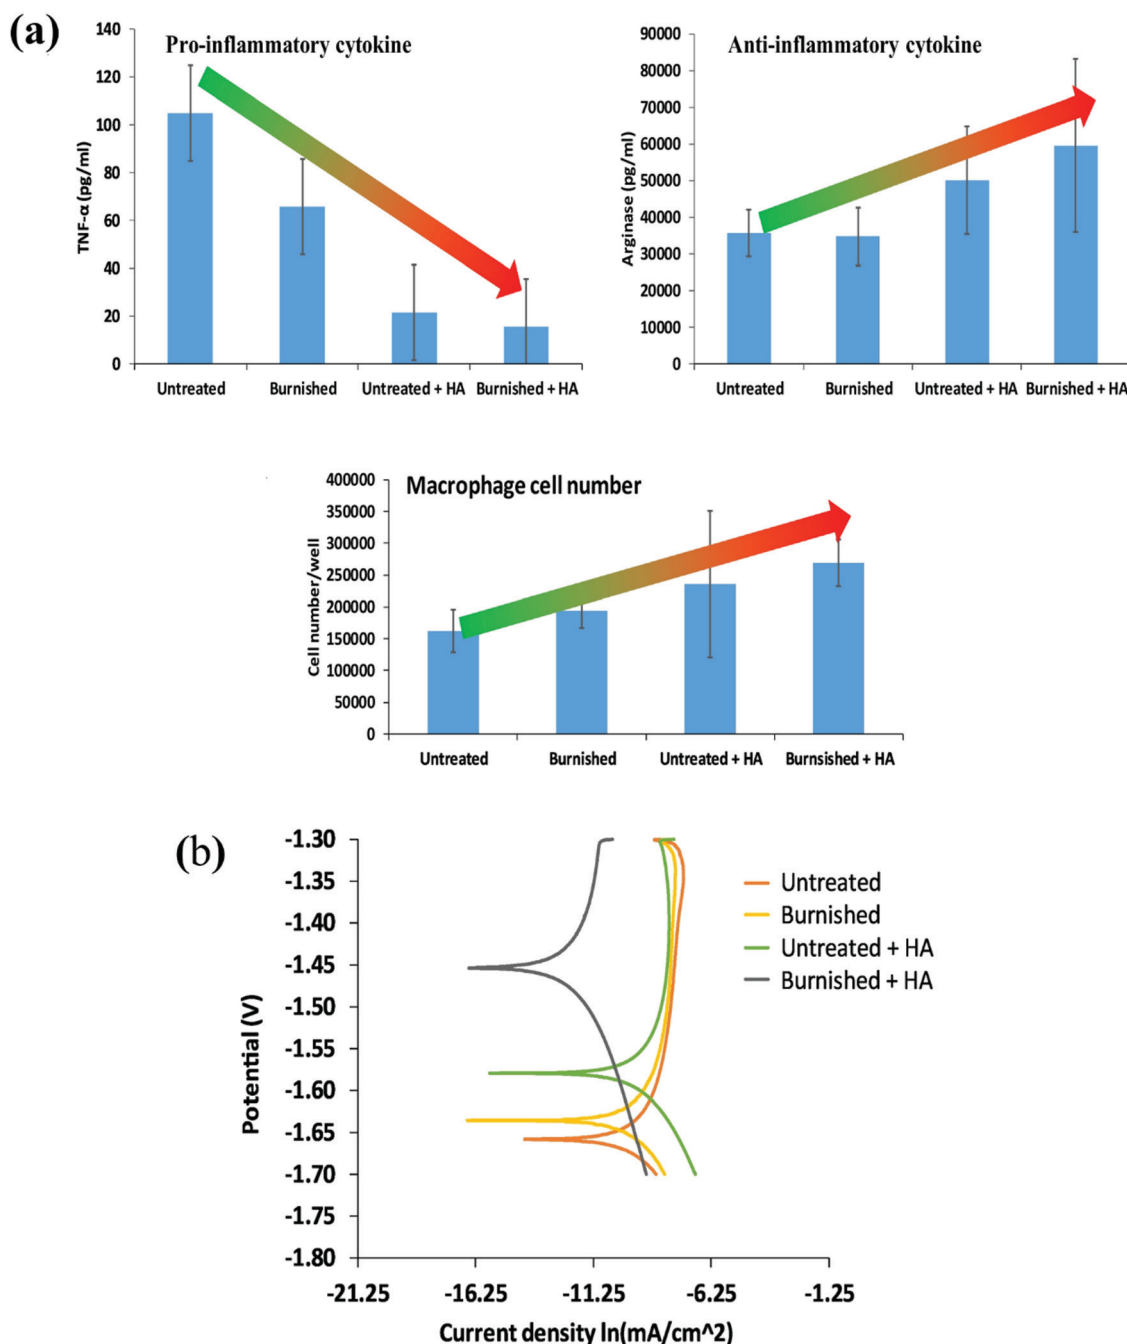 (a)
Pro-inflammatory cytokine
TNF-α (pg/ml)
140
120
100
80
60
40
20
0
Untreated Burnished Untreated + HA Burnished + HA
Anti-inflammatory cytokine
Arginase (pg/ml)
90000
80000
70000
60000
50000
40000
30000
20000
10000
0
Untreated Burnished Untreated + HA Burnished + HA
Macrophage cell number
Cell number/well
400000
350000
300000
250000
200000
150000
100000
50000
0
Untreated Burnished Untreated + HA Burnsished + HA
(b)
Potential (V)
-1.30
-1.35
-1.40
-1.45
-1.50
-1.55
-1.60
-1.65
-1.70
-1.75
-1.80
Untreated
Burnished
Untreated + HA
Burnished + HA
-21.25 -16.25 -11.25 -6.25 -1.25
Current density ln(mA/cm^2)